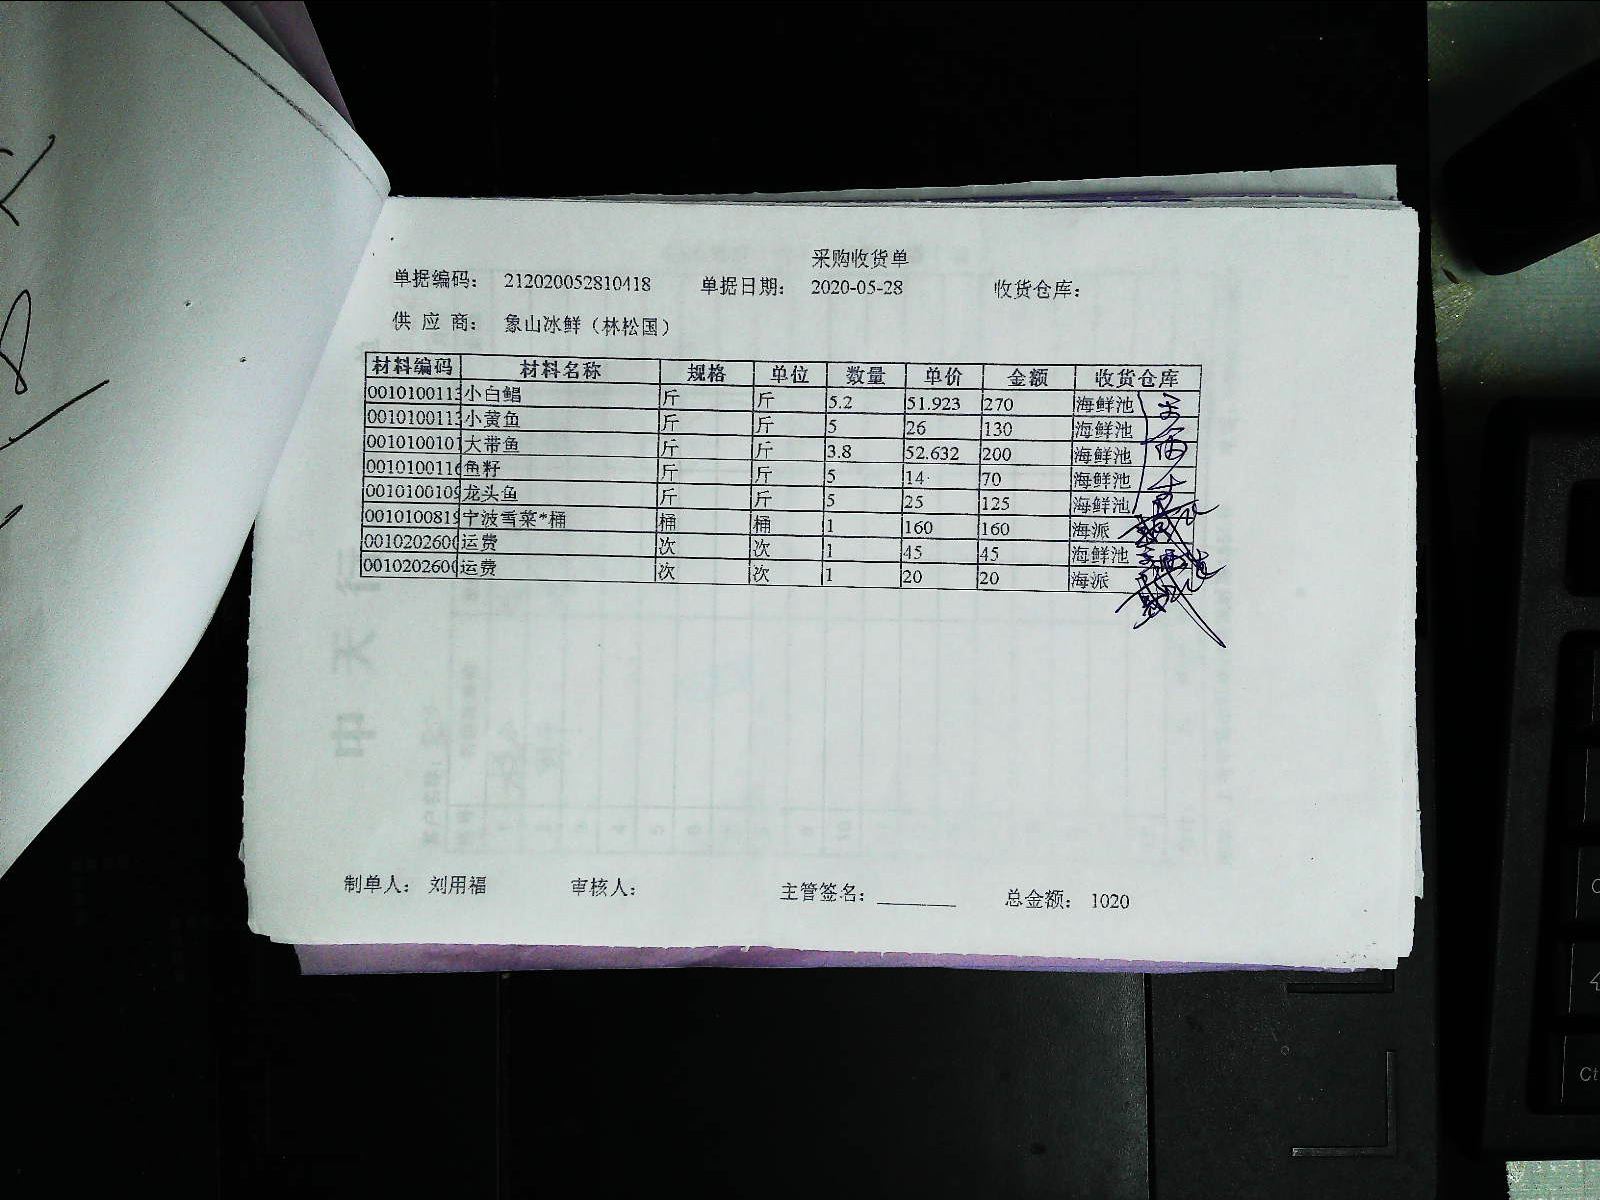 采购收货单
单据编码： 212020052810418 单据日期： 2020-05-28 收货仓库：
供 应 商： 象山冰鲜（林松国）
材料编码 材料名称 规格 单位 数量 单价 金额 收货仓库
0010100113 小白鲳 斤 斤 5.2 51.923 270 海鲜池
0010100113 小黄鱼 斤 斤 5 26 130 海鲜池
0010100101 大带鱼 斤 斤 3.8 52.632 200 海鲜池
0010100116 鱼籽 斤 斤 5 14 70 海鲜池
0010100109 龙头鱼 斤 斤 5 25 125 海鲜池
0010100819 宁波雪菜*桶 桶 桶 1 160 160 海派
0010202600 运费 次 次 1 45 45 海鲜池
0010202600 运费 次 次 1 20 20 海派
制单人： 刘用福 审核人： 主管签名： 总金额： 1020